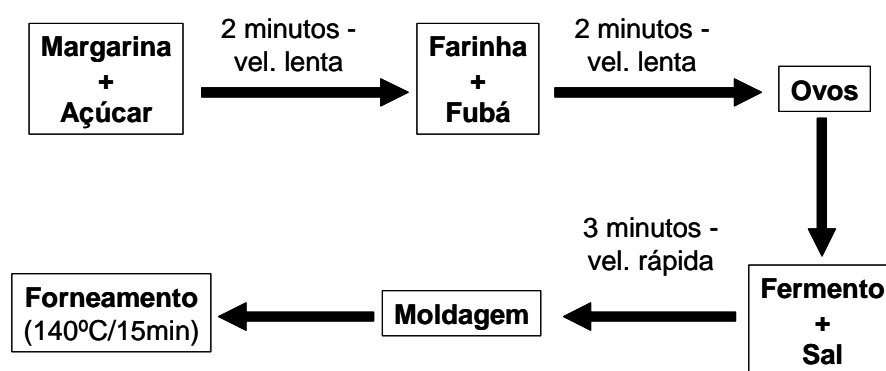 Margarina
+
Açúcar
2 minutos -
vel. lenta
Farinha
+
Fubá
2 minutos -
vel. lenta
Ovos
Fermento
+
Sal
3 minutos -
vel. rápida
Moldagem
Forneamento
(140ºC/15min)